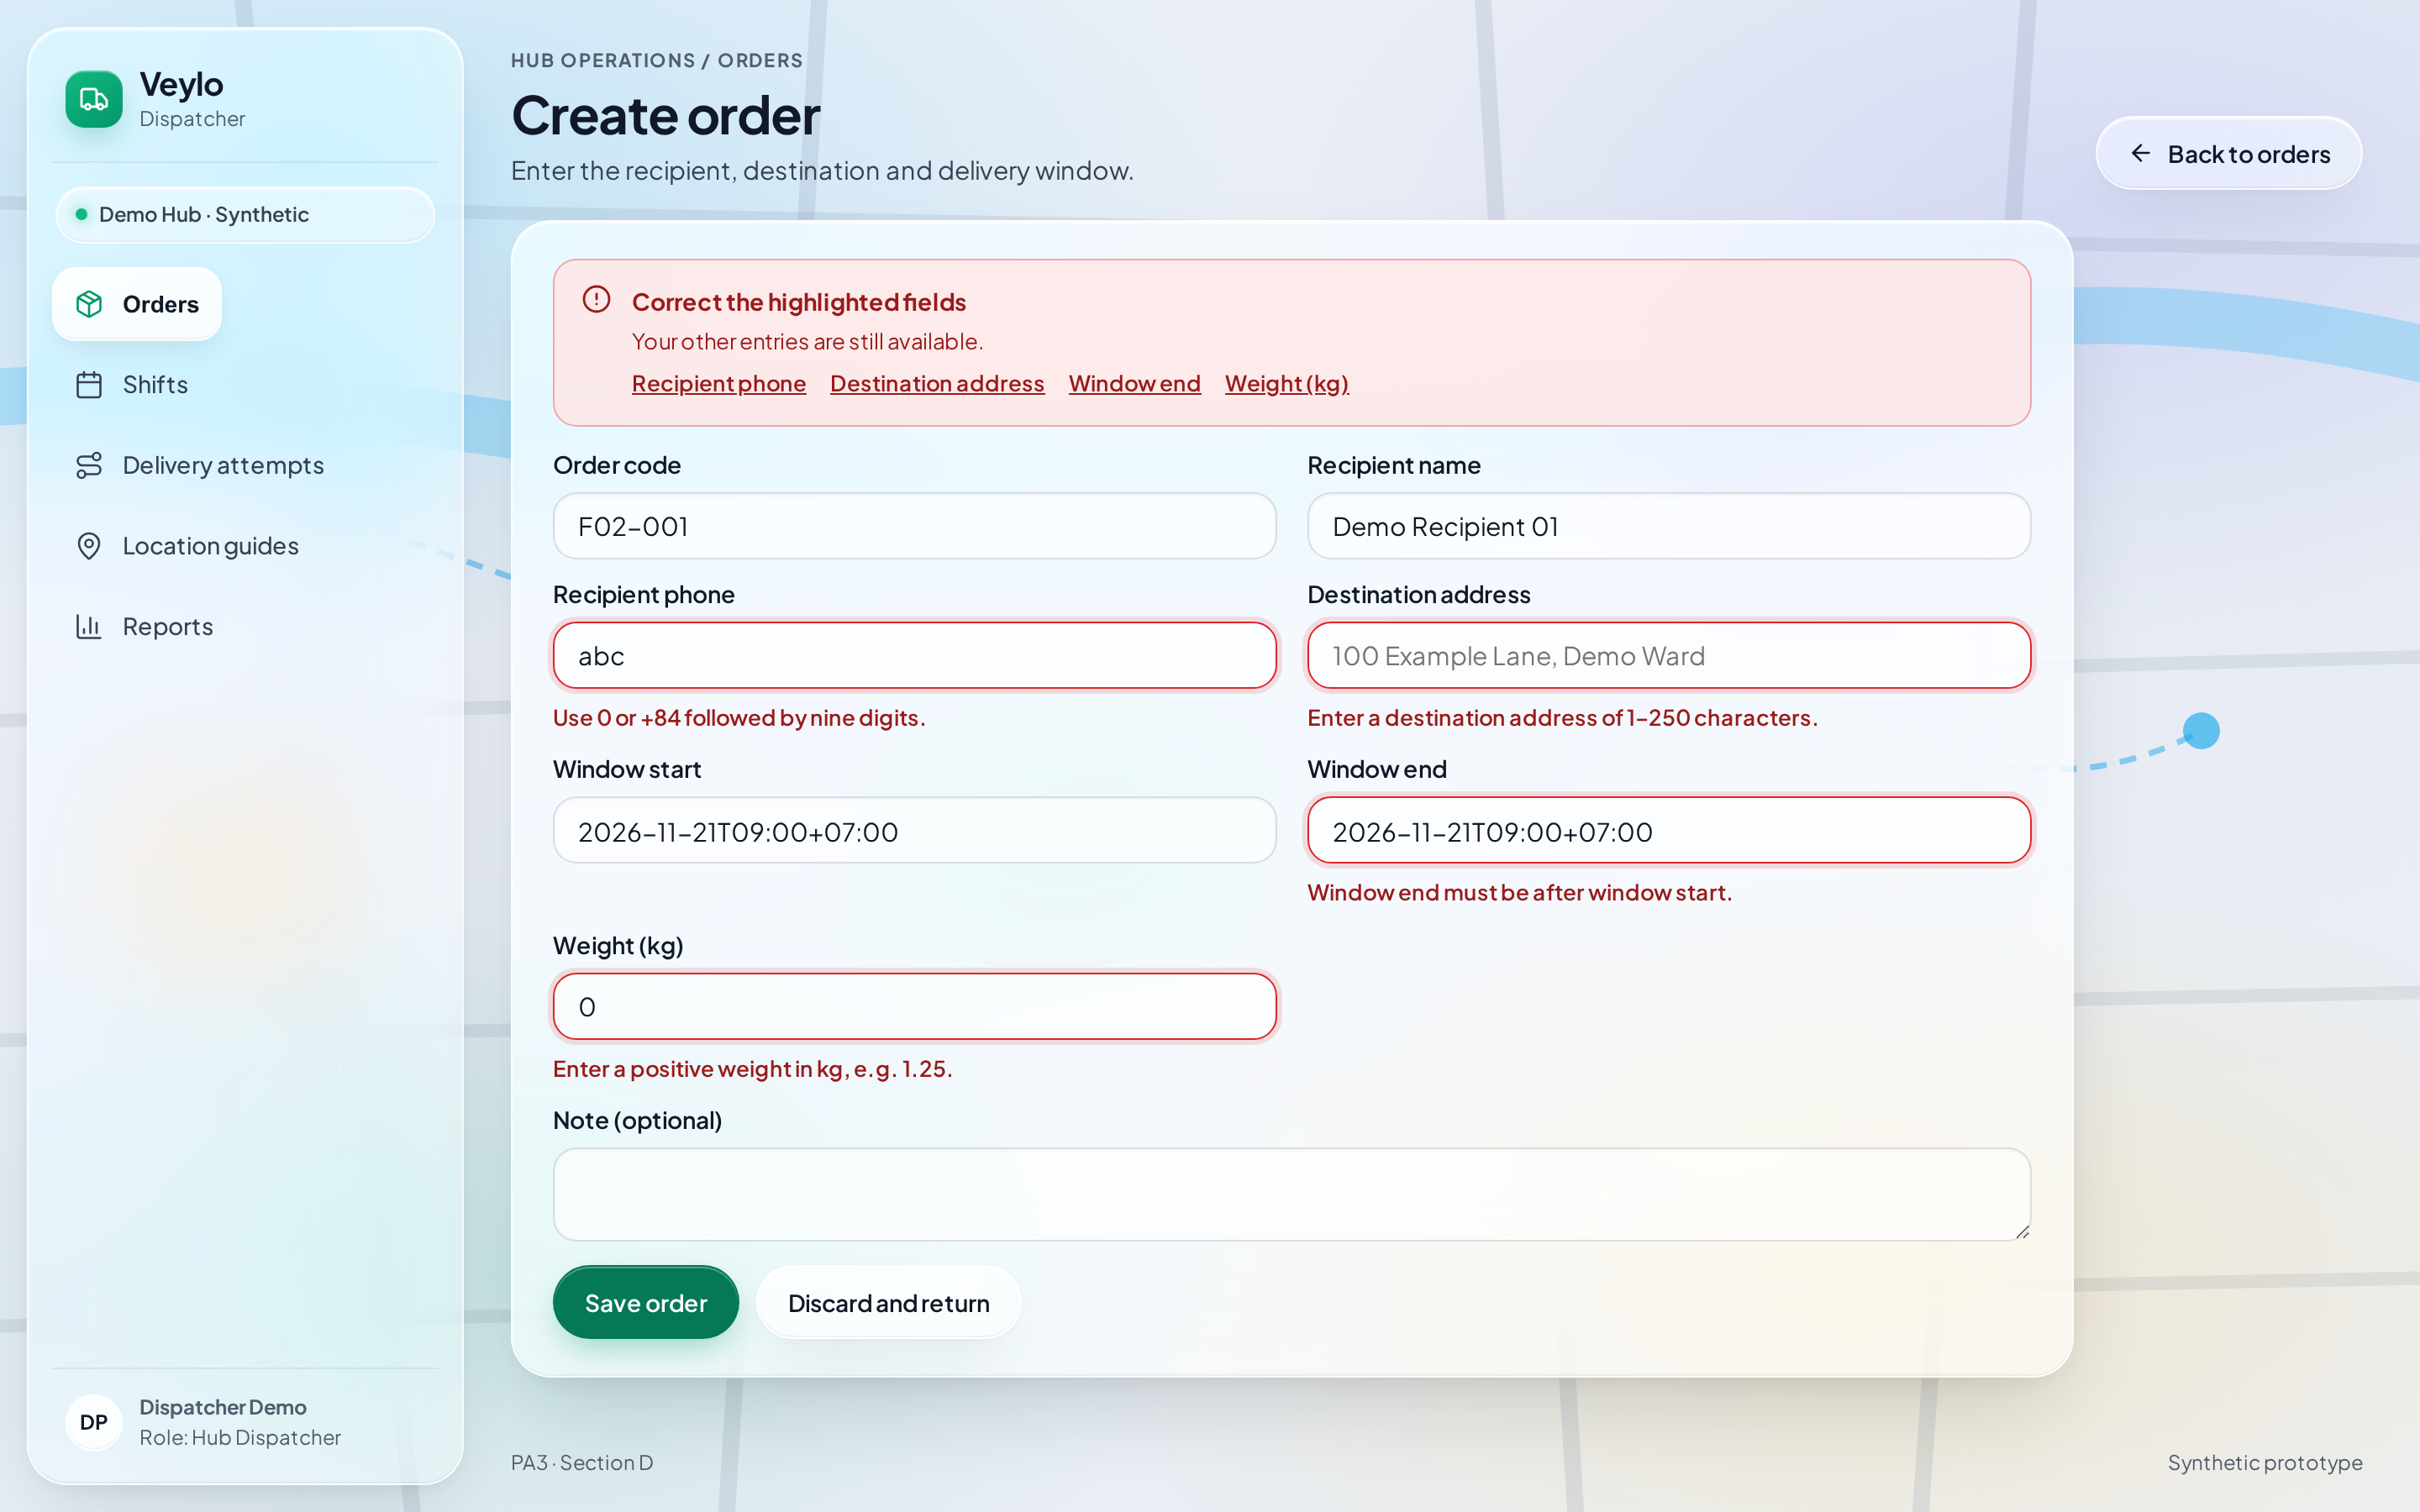 Veylo
Dispatcher
Demo Hub · Synthetic
Orders
Shifts
Delivery attempts
Location guides
Reports
DP
Dispatcher Demo
Role: Hub Dispatcher
HUB OPERATIONS / ORDERS
Create order
Enter the recipient, destination and delivery window.
Back to orders
Correct the highlighted fields
Your other entries are still available.
Recipient phone Destination address Window end Weight (kg)
Order code
F02-001
Recipient name
Demo Recipient 01
Recipient phone
abc
Use 0 or +84 followed by nine digits.
Destination address
100 Example Lane, Demo Ward
Enter a destination address of 1–250 characters.
Window start
2026-11-21T09:00+07:00
Window end
2026-11-21T09:00+07:00
Window end must be after window start.
Weight (kg)
0
Enter a positive weight in kg, e.g. 1.25.
Note (optional)
Save order
Discard and return
PA3 · Section D
Synthetic prototype